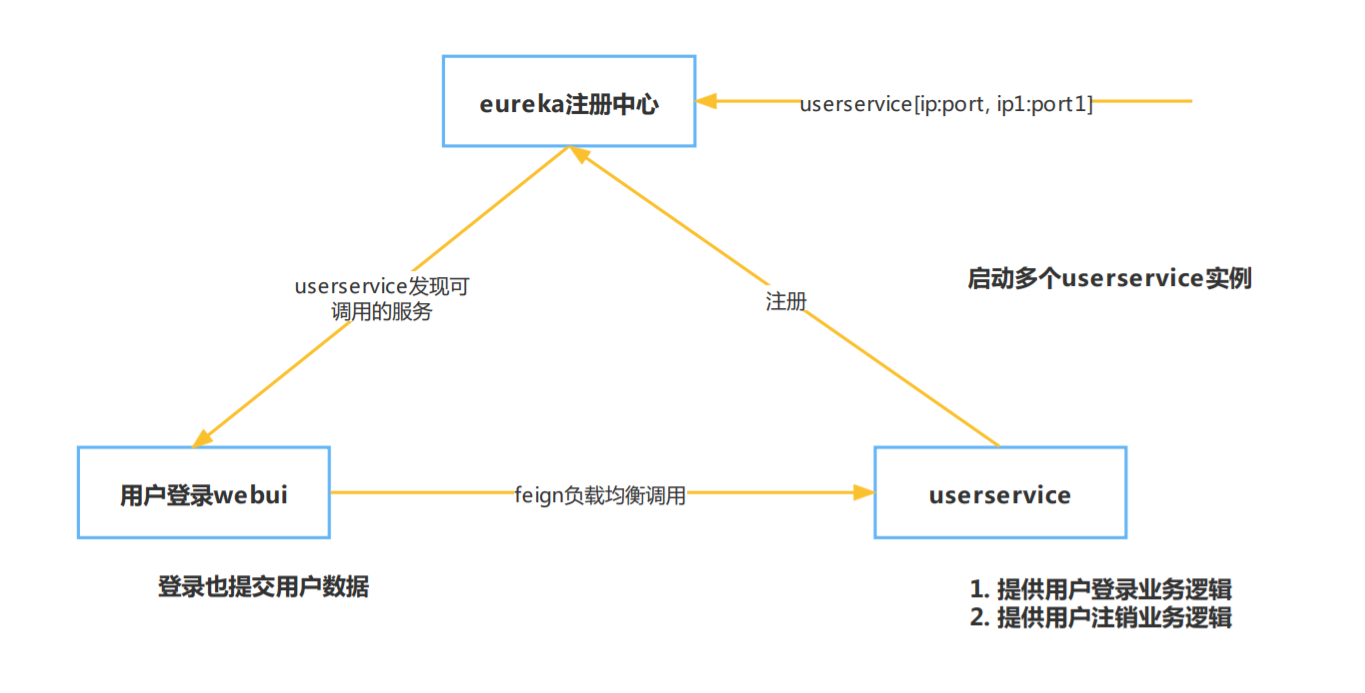 eureka注册中心
userservice[ip:port, ip1:port1]
userservice发现可
调用的服务
注册
启动多个userservice实例
用户登录webui
feign负载均衡调用
userservice
登录也提交用户数据
1. 提供用户登录业务逻辑
2. 提供用户注销业务逻辑